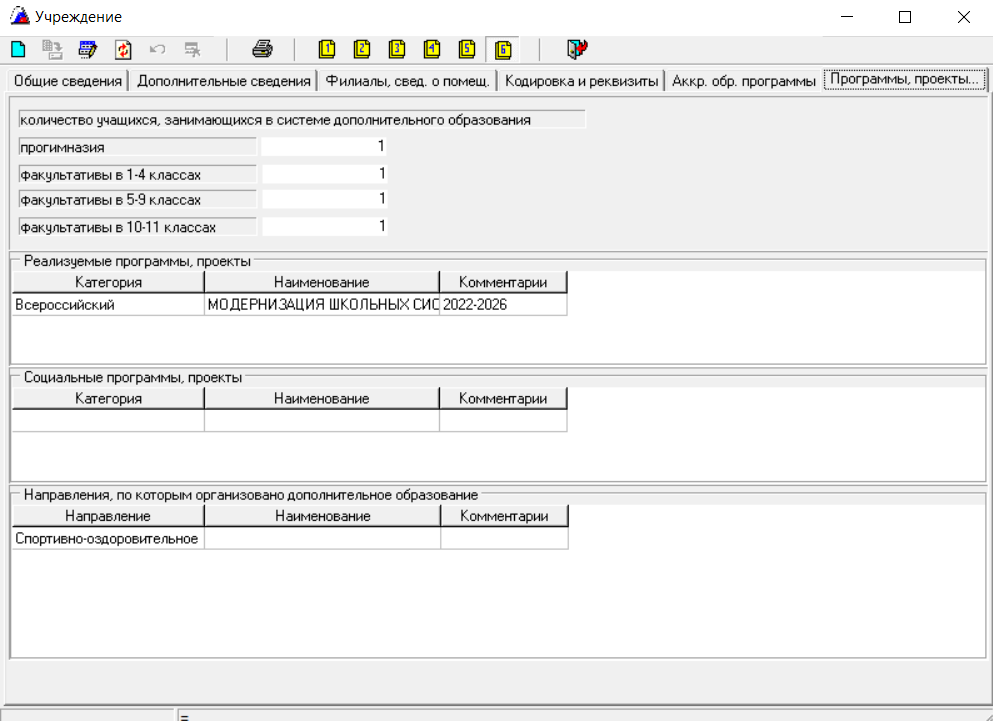 Учреждение
1 2 3 4 5 6
Общие сведения Дополнительные сведения Филиалы, свед. о помещ. Кодировка и реквизиты Аккр. обр. программы Программы, проекты...
количество учащихся, занимающихся в системе дополнительного образования
прогимназия 1
факультативы в 1-4 классах 1
факультативы в 5-9 классах 1
факультативы в 10-11 классах 1
Реализуемые программы, проекты
Категория Наименование Комментарии
Всероссийский МОДЕРНИЗАЦИЯ ШКОЛЬНЫХ СИС 2022-2026
Социальные программы, проекты
Категория Наименование Комментарии
Направления, по которым организовано дополнительное образование
Направление Наименование Комментарии
Спортивно-оздоровительное
=